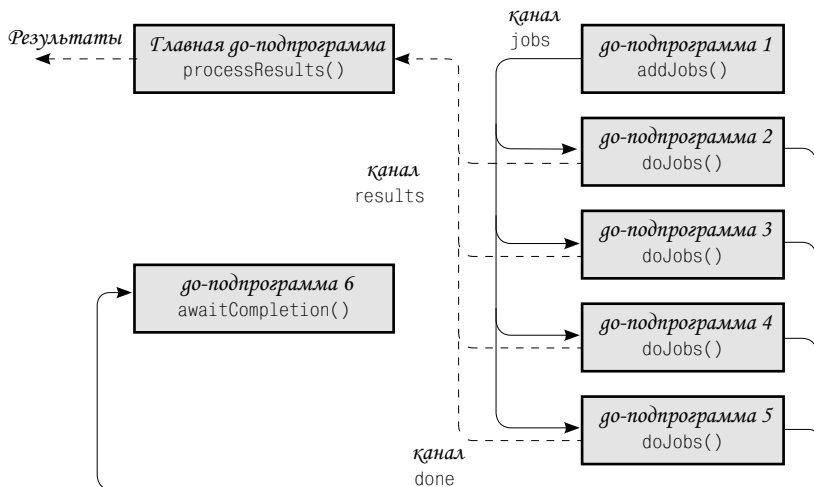 Результаты
Главная go-подпрограмма
processResults()
канал
jobs
go-подпрограмма 1
addJobs()
go-подпрограмма 2
doJobs()
канал
results
go-подпрограмма 3
doJobs()
go-подпрограмма 6
awaitCompletion()
go-подпрограмма 4
doJobs()
go-подпрограмма 5
doJobs()
канал
done